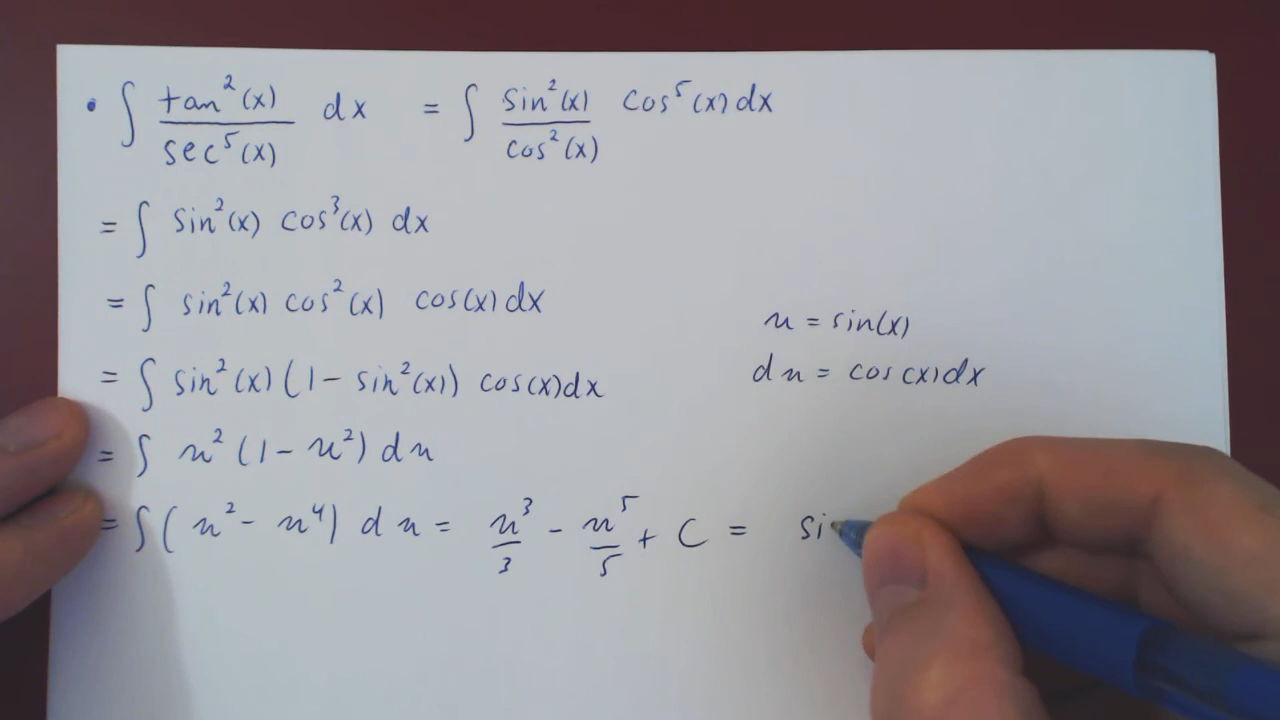 • ∫ tan²(x)/sec⁵(x) dx = ∫ sin²(x)/cos²(x) cos⁵(x) dx
= ∫ sin²(x) cos³(x) dx
= ∫ sin²(x) cos²(x) cos(x) dx
u = sin(x)
= ∫ sin²(x) (1 - sin²(x)) cos(x) dx
du = cos(x) dx
= ∫ u² (1 - u²) du
= ∫ (u² - u⁴) du = u³/3 - u⁵/5 + C = si